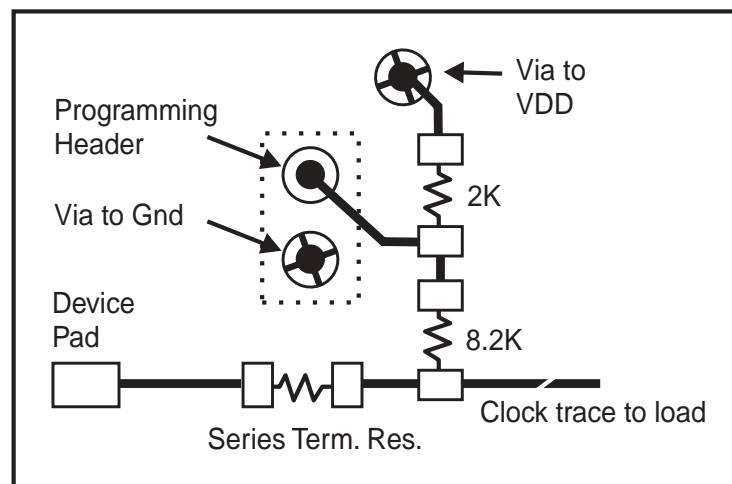 Via to
VDD
Programming
Header
2K
Via to Gnd
Device
Pad
8.2K
Clock trace to load
Series Term. Res.